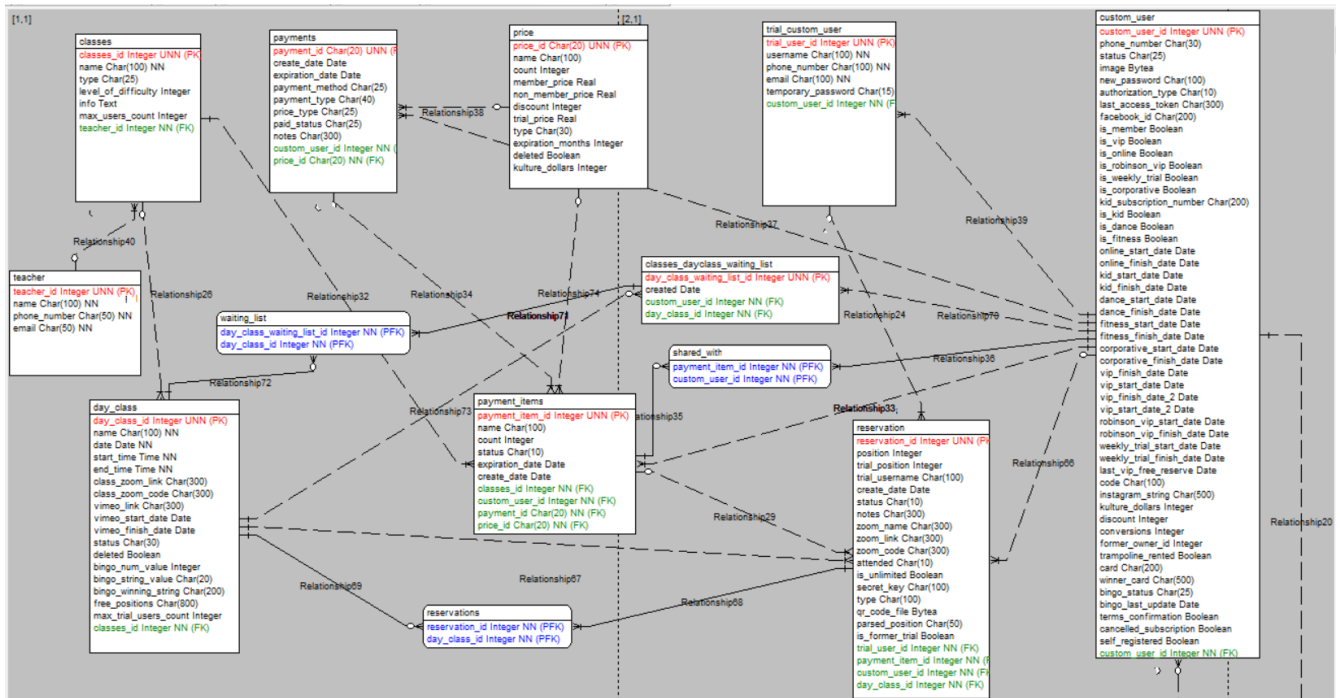 [1,1]
[2,1]
classes
classes_id Integer UNN (PK)
name Char(100) NN
type Char(25)
level_of_difficulty Integer
info Text
max_users_count Integer
teacher_id Integer NN (FK)
payments
payment_id Char(20) UNN
create_date Date
expiration_date Date
payment_method Char(25)
payment_type Char(40)
price_type Char(25)
paid_status Char(25)
notes Char(300)
custom_user_id Integer NN
price_id Char(20) NN (FK)
price
price_id Char(20) UNN (PK)
name Char(100)
count Integer
member_price Real
non_member_price Real
discount Integer
trial_price Real
type Char(30)
expiration_months Integer
deleted Boolean
kulture_dollars Integer
trial_custom_user
trial_user_id Integer UNN (PK)
username Char(100) NN
phone_number Char(100) NN
email Char(100) NN
temporary_password Char(15)
custom_user_id Integer NN (F
custom_user
custom_user_id Integer UNN (PK)
phone_number Char(30)
status Char(25)
image Bytea
new_password Char(100)
authorization_type Char(10)
last_access_token Char(300)
facebook_id Char(200)
is_member Boolean
is_vip Boolean
is_online Boolean
is_robinson_vip Boolean
is_weekly_trial Boolean
is_corporative Boolean
kid_subscription_number Char(200)
is_kid Boolean
is_dance Boolean
is_fitness Boolean
online_start_date Date
online_finish_date Date
kid_start_date Date
kid_finish_date Date
dance_start_date Date
dance_finish_date Date
fitness_start_date Date
fitness_finish_date Date
corporative_start_date Date
corporative_finish_date Date
vip_finish_date Date
vip_start_date Date
vip_finish_date_2 Date
vip_start_date_2 Date
robinson_vip_start_date Date
robinson_vip_finish_date Date
weekly_trial_start_date Date
weekly_trial_finish_date Date
last_vip_free_reserve Date
code Char(100)
instagram_string Char(500)
kulture_dollars Integer
discount Integer
conversions Integer
former_owner_id Integer
trampoline_rented Boolean
card Char(200)
winner_card Char(500)
bingo_status Char(25)
bingo_last_update Date
terms_confirmation Boolean
cancelled_subscription Boolean
self_registered Boolean
custom_user_id Integer NN (FK)
Relationship38
Relationship37
Relationship39
Relationship40
teacher
teacher_id Integer UNN (PK)
name Char(100) NN
phone_number Char(50) NN
email Char(50) NN
Relationship26
Relationship32
Relationship34
Relationship74
classes_dayclass_waiting_list
day_class_waiting_list_id Integer UNN (PK)
created Date
custom_user_id Integer NN (FK)
day_class_id Integer NN (FK)
Relationship24
waiting_list
day_class_waiting_list_id Integer NN (PFK)
day_class_id Integer NN (PFK)
shared_with
payment_item_id Integer NN (PFK)
custom_user_id Integer NN (PFK)
Relationship36
Relationship72
Relationship73
Relationship35
Relationship33
day_class
day_class_id Integer UNN (PK)
name Char(100) NN
date Date NN
start_time Time NN
end_time Time NN
class_zoom_link Char(300)
class_zoom_code Char(300)
vimeo_link Char(300)
vimeo_start_date Date
vimeo_finish_date Date
status Char(30)
deleted Boolean
bingo_num_value Integer
bingo_string_value Char(20)
bingo_winning_string Char(200)
free_positions Char(800)
max_trial_users_count Integer
classes_id Integer NN (FK)
payment_items
payment_item_id Integer UNN (PK)
name Char(100)
count Integer
status Char(10)
expiration_date Date
create_date Date
classes_id Integer NN (FK)
custom_user_id Integer NN (FK)
payment_id Char(20) NN (FK)
price_id Char(20) NN (FK)
reservation
reservation_id Integer UNN (PK
position Integer
trial_position Integer
trial_username Char(100)
create_date Date
status Char(10)
notes Char(300)
zoom_name Char(300)
zoom_link Char(300)
zoom_code Char(300)
attended Char(10)
is_unlimited Boolean
secret_key Char(100)
type Char(100)
qr_code_file Bytea
parsed_position Char(50)
is_former_trial Boolean
trial_user_id Integer NN (FK)
payment_item_id Integer NN (F
custom_user_id Integer NN (FK)
day_class_id Integer NN (FK)
Relationship66
Relationship20
Relationship29
Relationship67
Relationship69
Relationship68
reservations
reservation_id Integer NN (PFK)
day_class_id Integer NN (PFK)